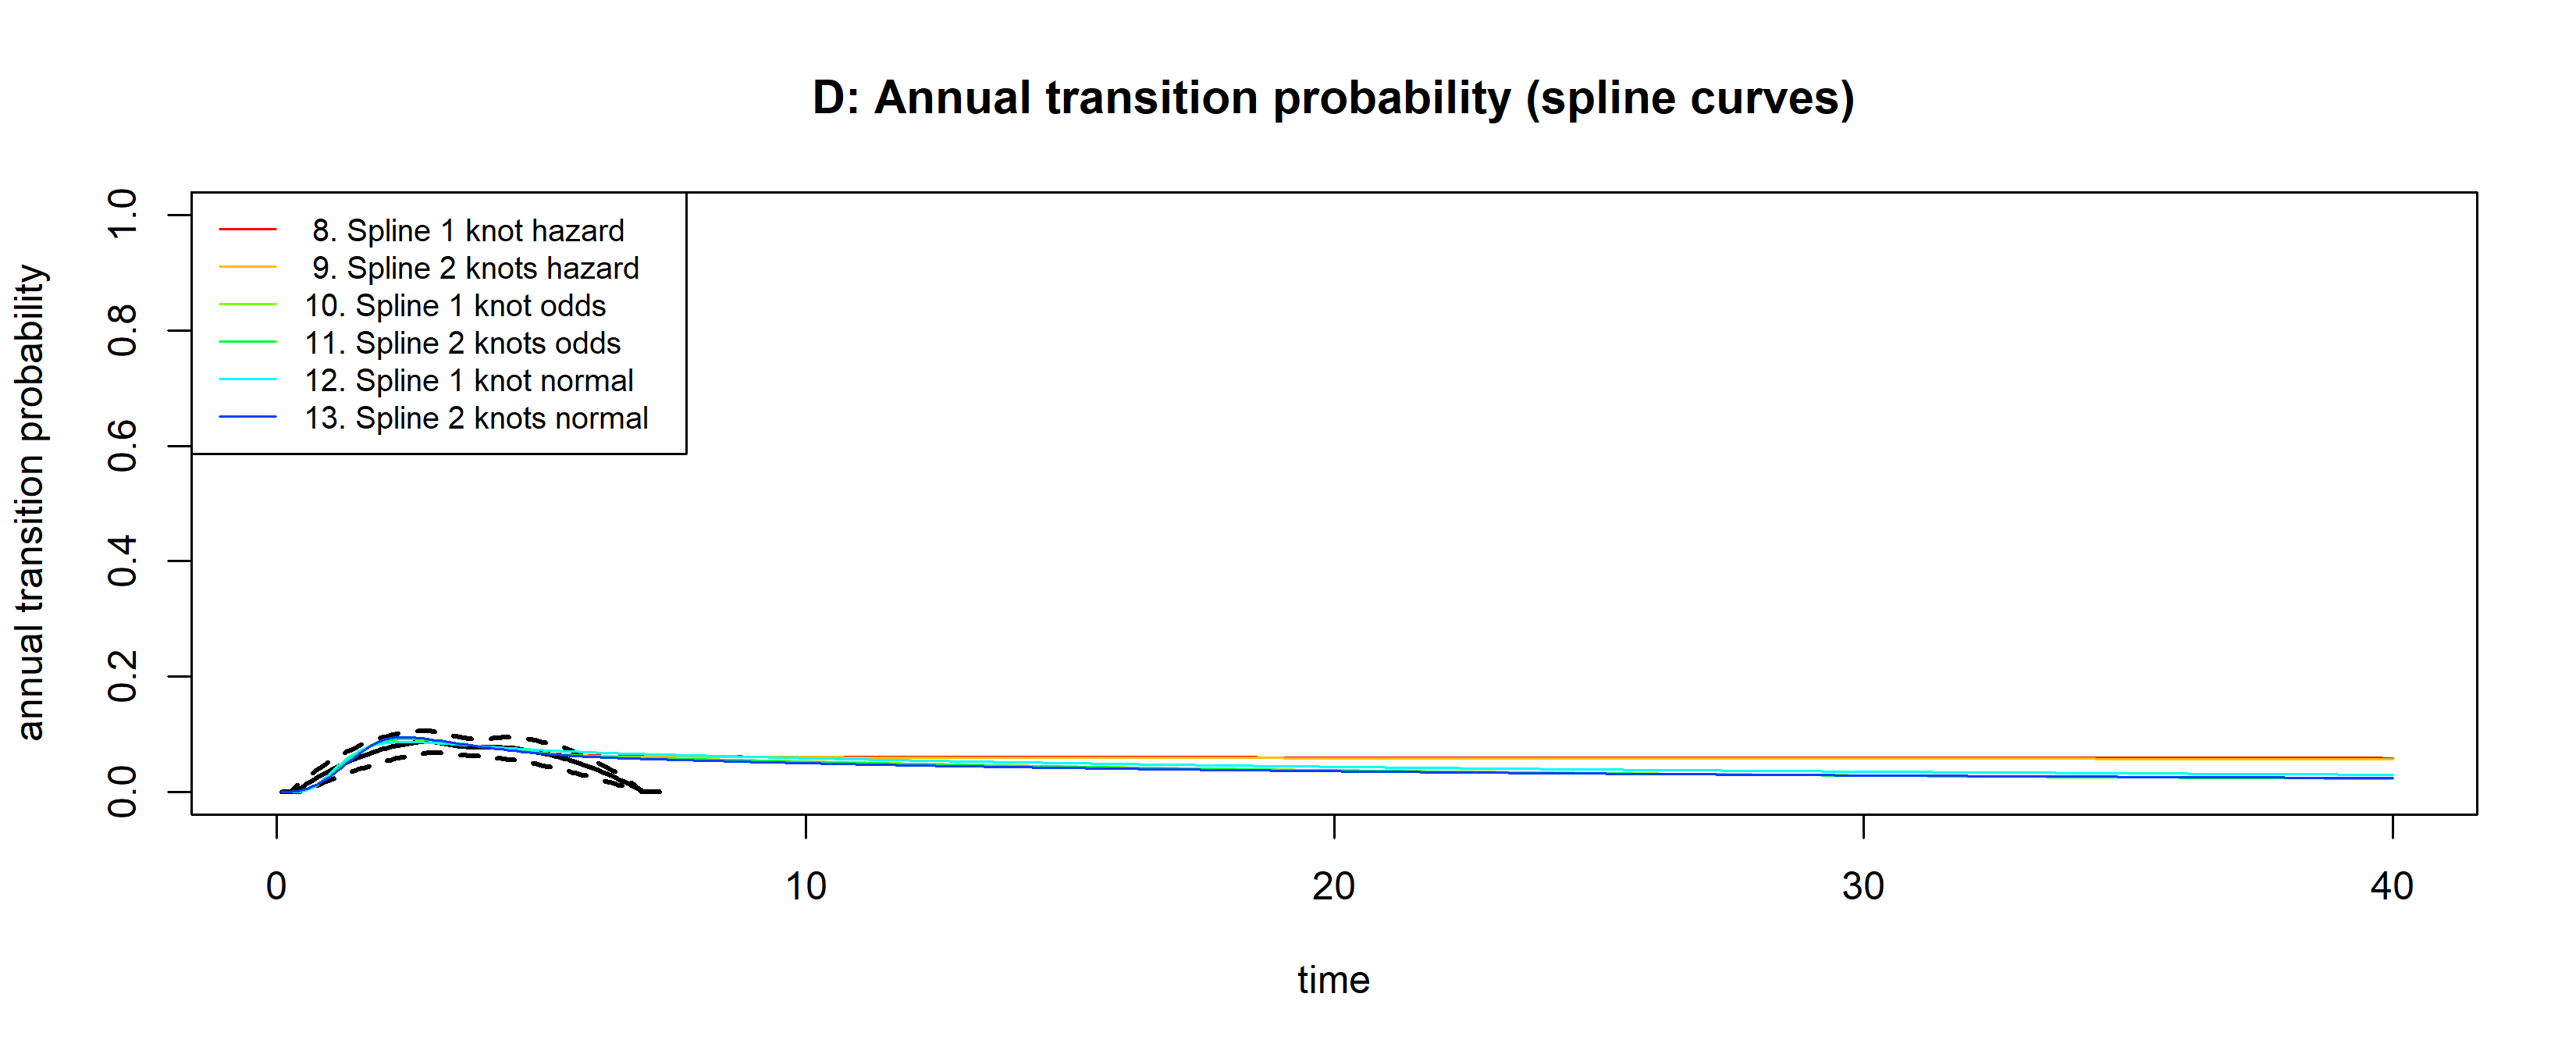 D: Annual transition probability (spline curves)
8. Spline 1 knot hazard
9. Spline 2 knots hazard
10. Spline 1 knot odds
11. Spline 2 knots odds
12. Spline 1 knot normal
13. Spline 2 knots normal
annual transition probability
1.0
0.8
0.6
0.4
0.2
0.0
0 10 20 30 40
time